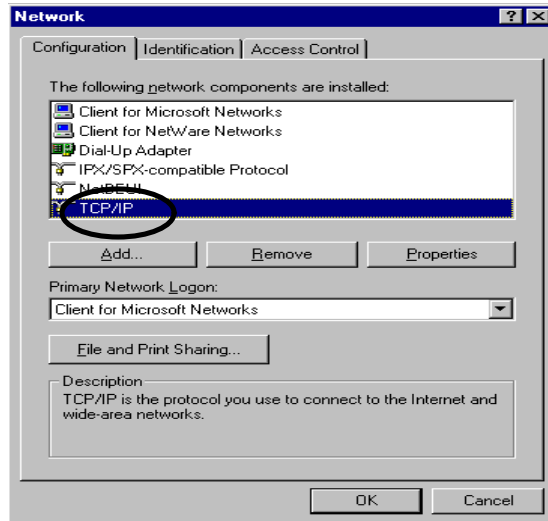 Network
Configuration Identification Access Control
The following network components are installed:
Client for Microsoft Networks
Client for NetWare Networks
Dial-Up Adapter
IPX/SPX-compatible Protocol
NetBEUI
TCP/IP
Add... Remove Properties
Primary Network Logon:
Client for Microsoft Networks
File and Print Sharing...
Description
TCP/IP is the protocol you use to connect to the Internet and
wide-area networks.
OK Cancel